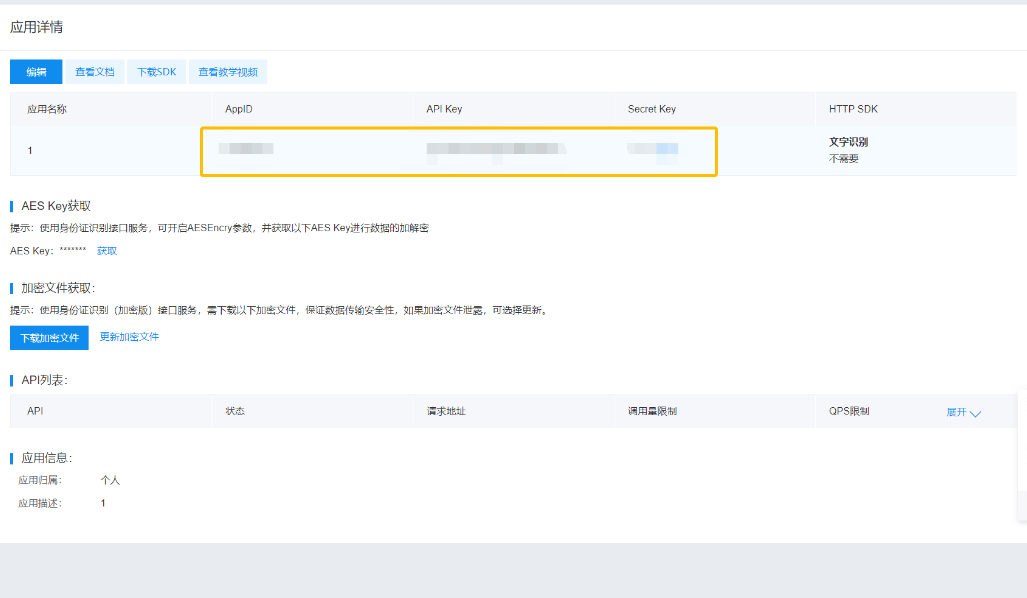 应用详情
编辑 查看文档 下载SDK 查看教学视频
应用名称 AppID API Key Secret Key HTTP SDK
1 文字识别
不需要
AES Key获取
提示：使用身份证识别接口服务，可开启AESEncry参数，并获取以下AES Key进行数据的加解密
AES Key：******* 获取
加密文件获取：
提示：使用身份证识别（加密版）接口服务，需下载以下加密文件，保证数据传输安全性，如果加密文件泄露，可选择更新。
下载加密文件 更新加密文件
API列表：
API 状态 请求地址 调用量限制 QPS限制 展开
应用信息：
应用归属： 个人
应用描述： 1